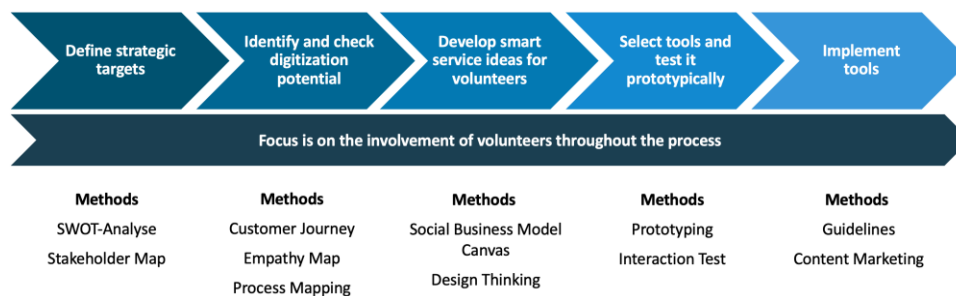 Define strategic
targets
Identify and check
digitization
potential
Develop smart
service ideas for
volunteers
Select tools and
test it
prototypically
Implement
tools
Focus is on the involvement of volunteers throughout the process
Methods
SWOT-Analyse
Stakeholder Map
Methods
Customer Journey
Empathy Map
Process Mapping
Methods
Social Business Model
Canvas
Design Thinking
Methods
Prototyping
Interaction Test
Methods
Guidelines
Content Marketing